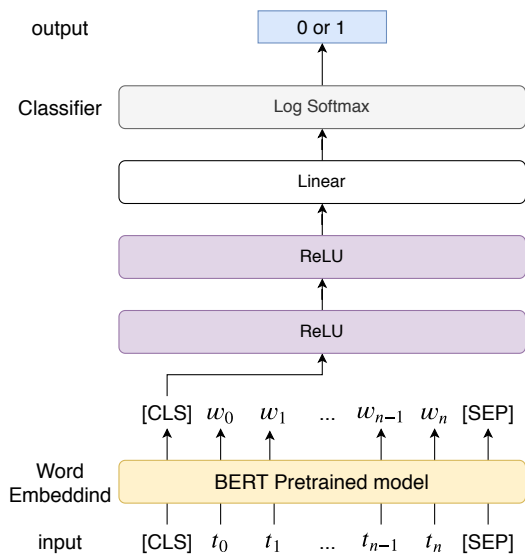 output 0 or 1
Classifier Log Softmax
Linear
ReLU
ReLU
[CLS] w₀ w₁ ... wₙ₋₁ wₙ [SEP]
Word
Embeddind BERT Pretrained model
input [CLS] t₀ t₁ ... tₙ₋₁ tₙ [SEP]